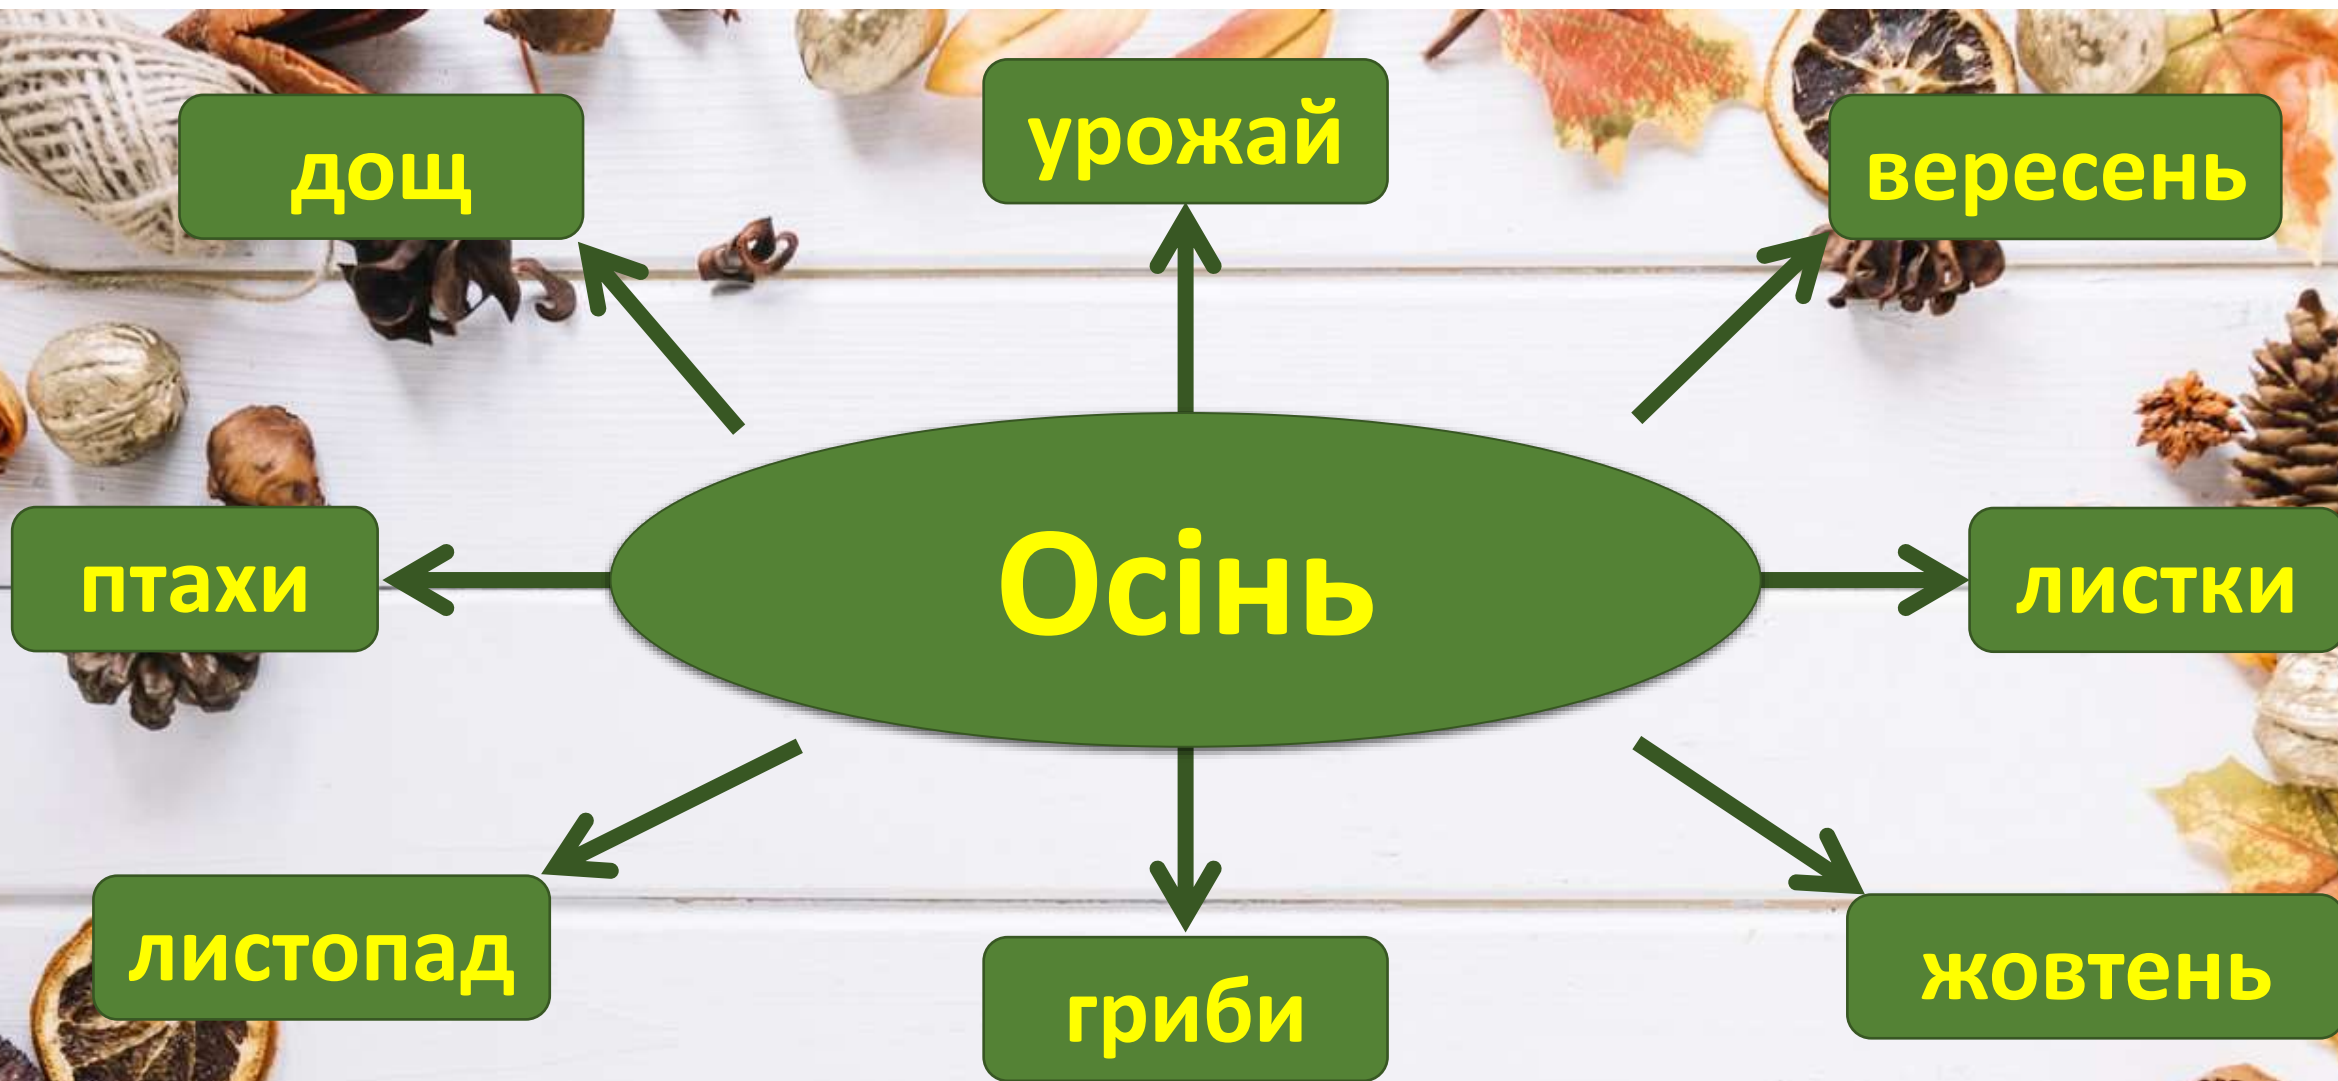 дощ
урожай
вересень
птахи
Осінь
листки
листопад
гриби
жовтень